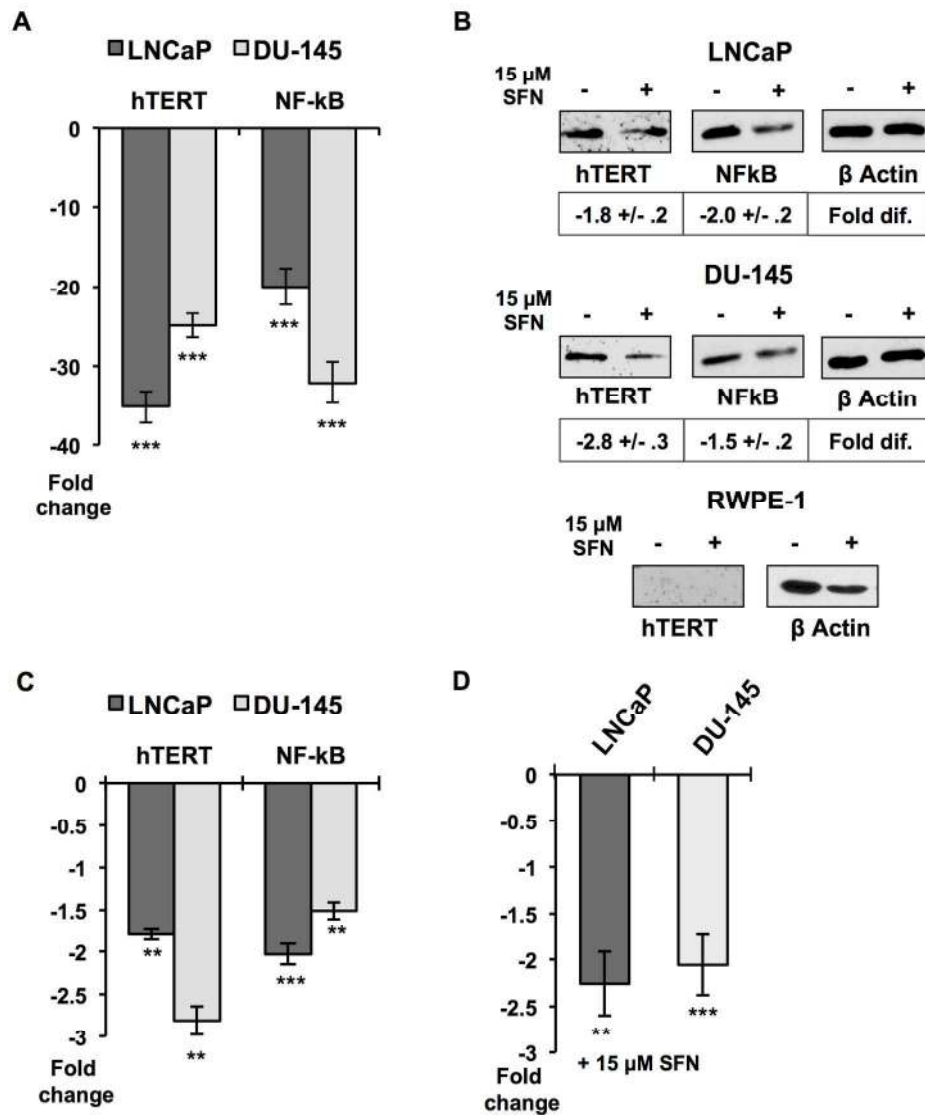 A
LNCaP DU-145
hTERT NF-kB
0
-10
-20
-30
-40
***
***
***
***
Fold
change
B
LNCaP
15 µM
SFN
- + - + - +
hTERT NFkB β Actin
-1.8 +/- .2 -2.0 +/- .2 Fold dif.
DU-145
15 µM
SFN
- + - + - +
hTERT NFkB β Actin
-2.8 +/- .3 -1.5 +/- .2 Fold dif.
RWPE-1
15 µM
SFN
- + - +
hTERT β Actin
C
LNCaP DU-145
hTERT NF-kB
0
-0.5
-1
-1.5
-2
-2.5
-3
**
**
***
**
Fold
change
D
LNCaP
DU-145
0
-0.5
-1
-1.5
-2
-2.5
-3
**
***
Fold
change
+ 15 µM SFN